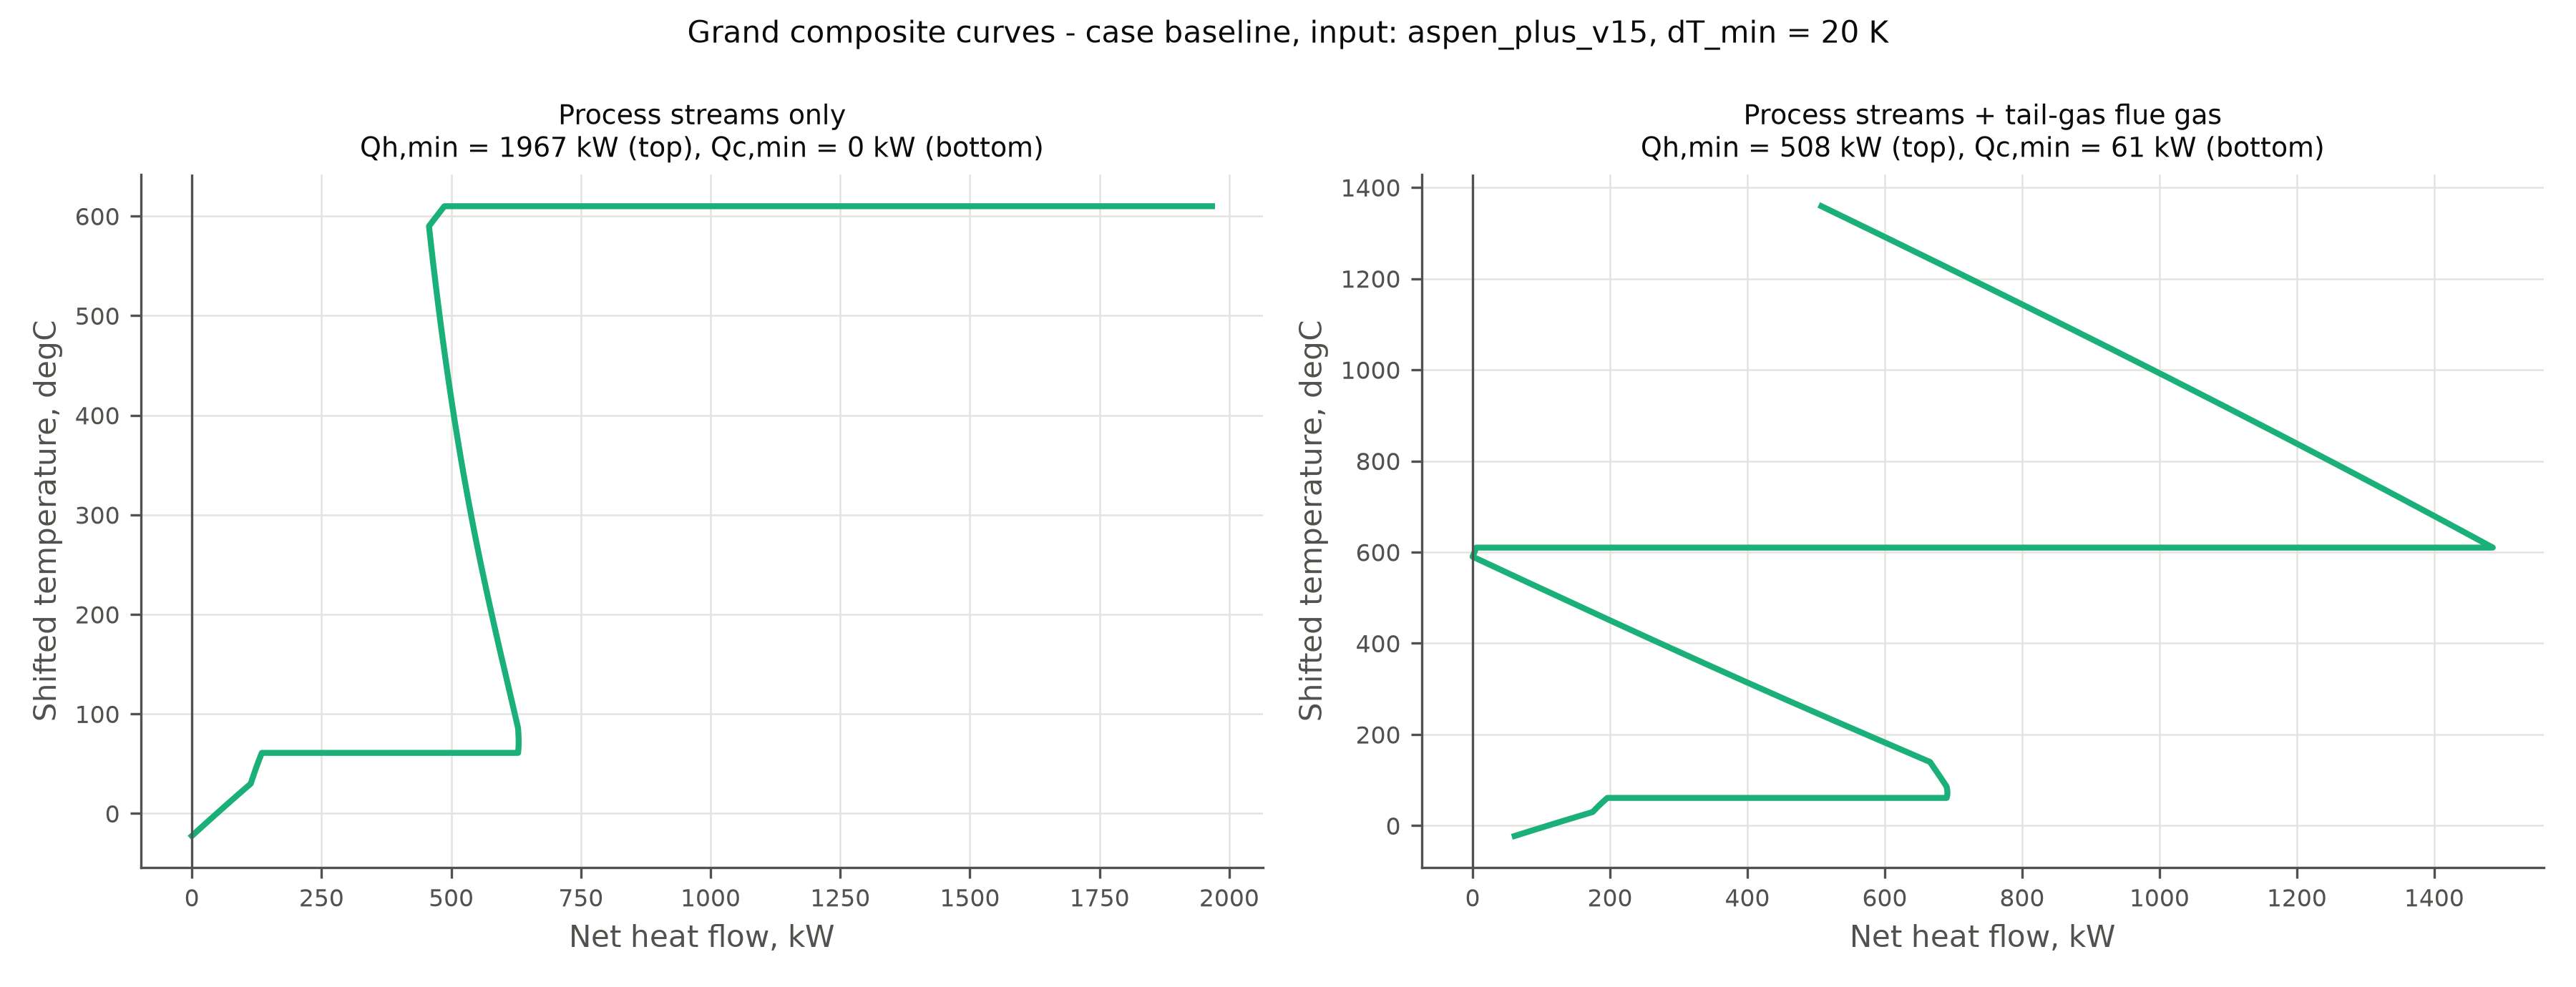 Grand composite curves - case baseline, input: aspen_plus_v15, dT_min = 20 K
Process streams only
Qh,min = 1967 kW (top), Qc,min = 0 kW (bottom)
Shifted temperature, degC
600
500
400
300
200
100
0
0 250 500 750 1000 1250 1500 1750 2000
Net heat flow, kW
Process streams + tail-gas flue gas
Qh,min = 508 kW (top), Qc,min = 61 kW (bottom)
Shifted temperature, degC
1400
1200
1000
800
600
400
200
0
0 200 400 600 800 1000 1200 1400
Net heat flow, kW